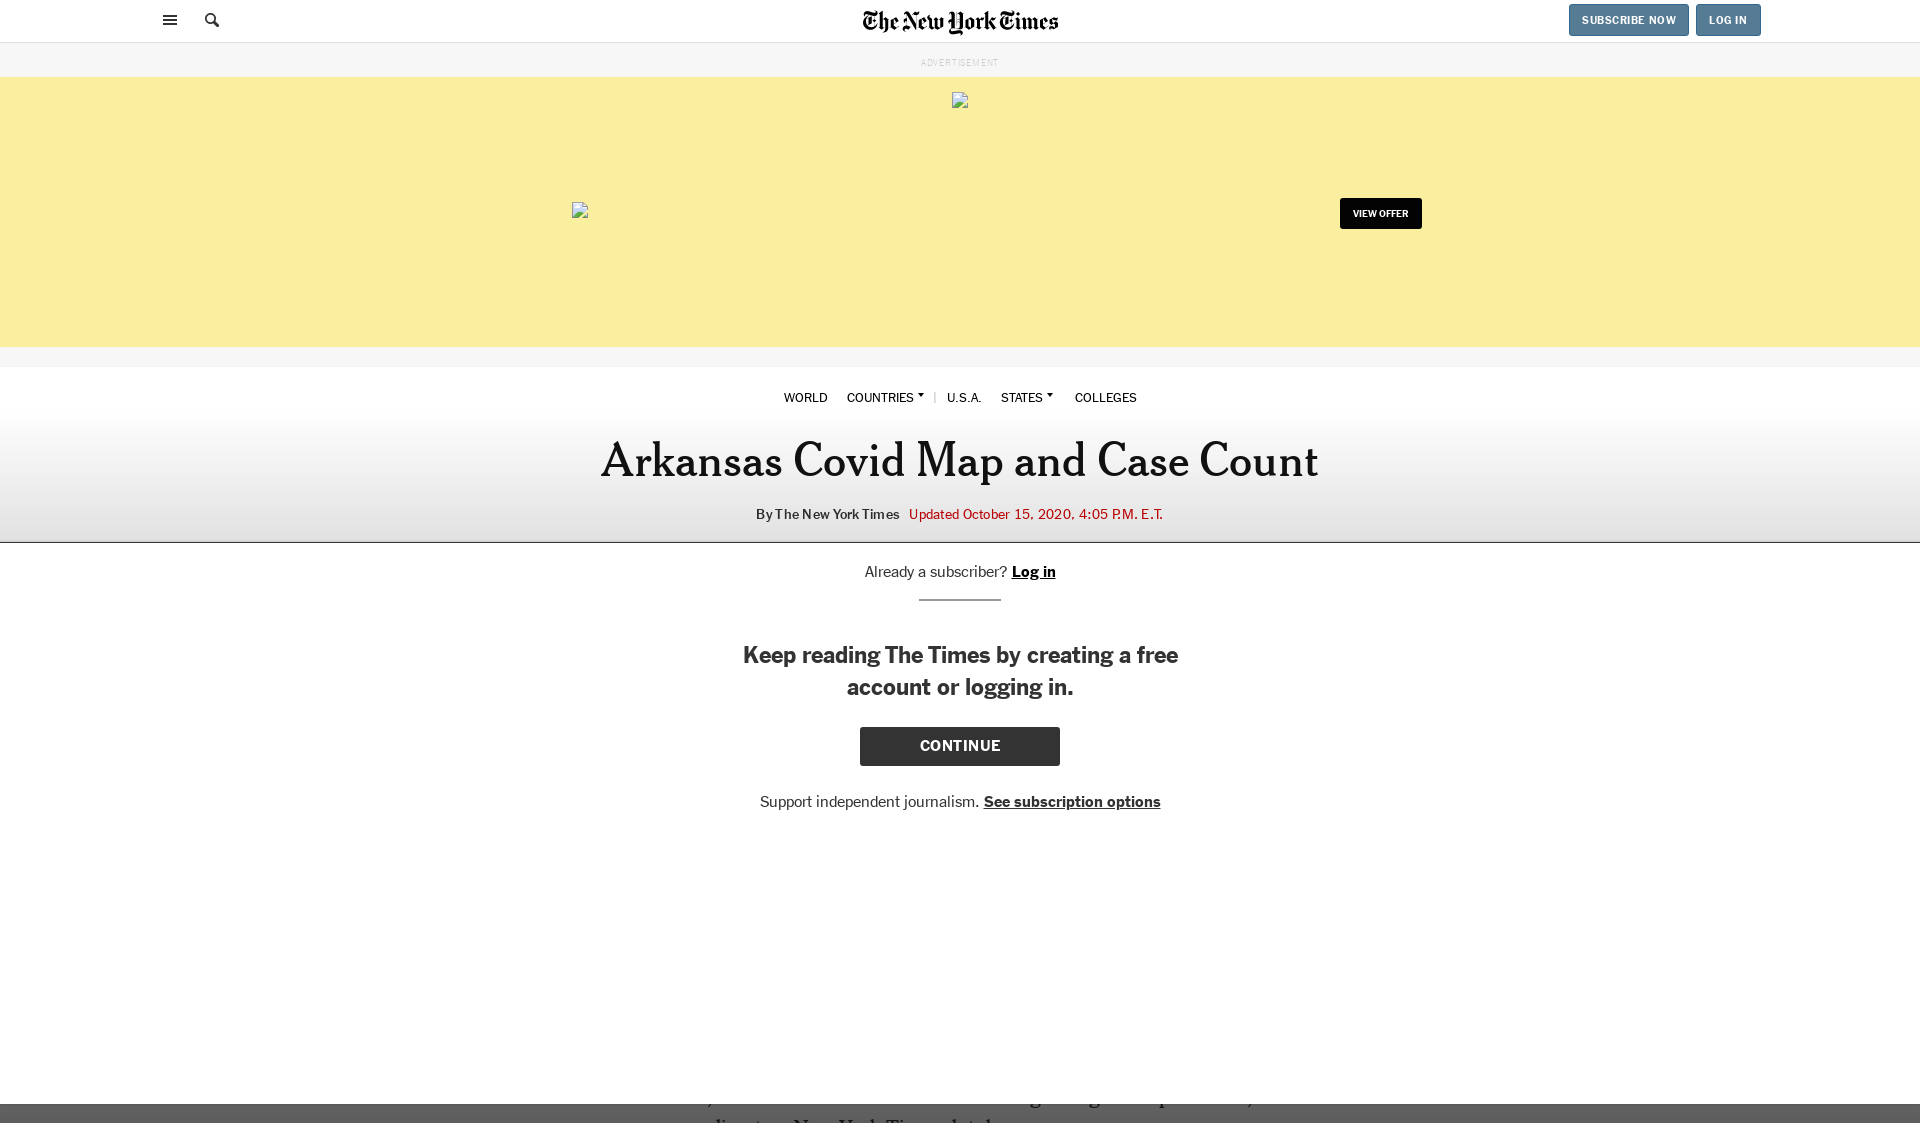 The New York Times
SUBSCRIBE NOW
LOG IN
ADVERTISEMENT
VIEW OFFER
WORLD COUNTRIES | U.S.A. STATES COLLEGES
Arkansas Covid Map and Case Count
By The New York Times Updated October 15, 2020, 4:05 P.M. E.T.
Already a subscriber? Log in
Keep reading The Times by creating a free
account or logging in.
CONTINUE
Support independent journalism. See subscription options